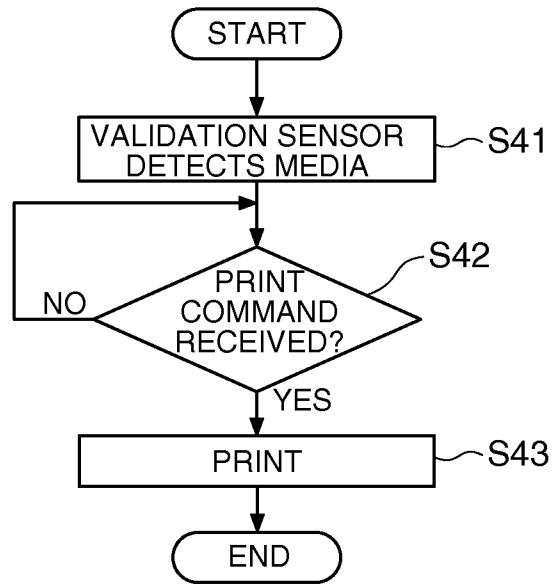 START
VALIDATION SENSOR
DETECTS MEDIA
S41
PRINT
COMMAND
RECEIVED?
S42
NO
YES
PRINT
S43
END